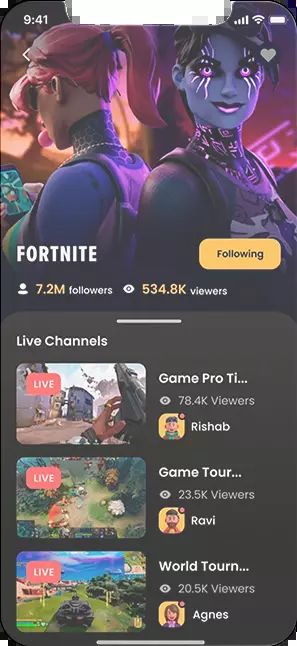 9:41
FORTNITE
Following
7.2M followers 534.8K viewers
Live Channels
LIVE
Game Pro Ti...
78.4K Viewers
Rishab
LIVE
Game Tour...
23.5K Viewers
Ravi
LIVE
World Tourn...
20.5K Viewers
Agnes